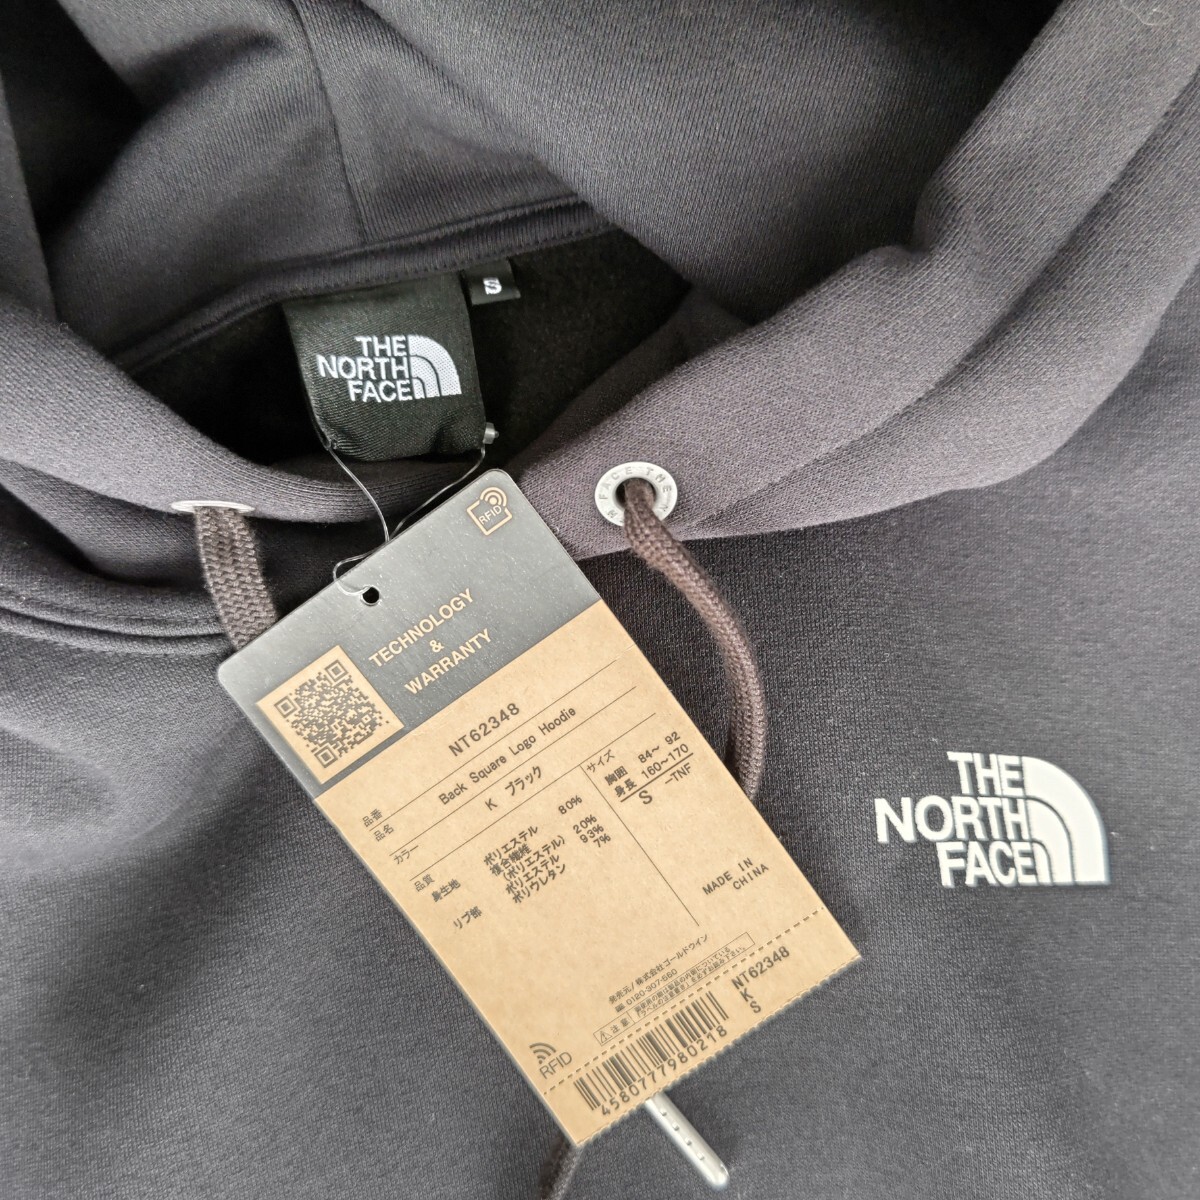 S
THE
NORTH
FACE
FACE THE N
RFID
TECHNOLOGY
&
WARRANTY
品番 NT62348
品名 Back Square Logo Hoodie
カラー K ブラック
品質
身生地 ポリエステル 80%
複合繊維 20%
(ポリエステル)
リブ部 ポリエステル 93%
ポリウレタン 7%
サイズ
胸囲 84～ 92
身長 160～170
S -TNF
MADE IN
CHINA
発売元/株式会社ゴールドウイン
0120-307-560
注意
RFID
NT62348
K
S
4580777980218
THE
NORTH
FACE